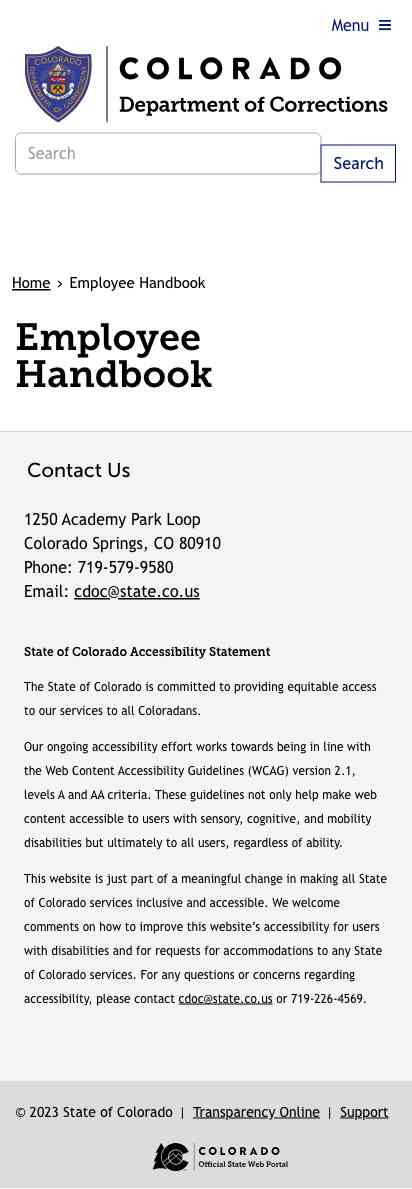 Menu
COLORADO
Department of Corrections
Search
Search
Home › Employee Handbook
Employee
Handbook
Contact Us
1250 Academy Park Loop
Colorado Springs, CO 80910
Phone: 719-579-9580
Email: cdoc@state.co.us
State of Colorado Accessibility Statement
The State of Colorado is committed to providing equitable access
to our services to all Coloradans.
Our ongoing accessibility effort works towards being in line with
the Web Content Accessibility Guidelines (WCAG) version 2.1,
levels A and AA criteria. These guidelines not only help make web
content accessible to users with sensory, cognitive, and mobility
disabilities but ultimately to all users, regardless of ability.
This website is just part of a meaningful change in making all State
of Colorado services inclusive and accessible. We welcome
comments on how to improve this website’s accessibility for users
with disabilities and for requests for accommodations to any State
of Colorado services. For any questions or concerns regarding
accessibility, please contact cdoc@state.co.us or 719-226-4569.
© 2023 State of Colorado | Transparency Online | Support
COLORADO
Official State Web Portal